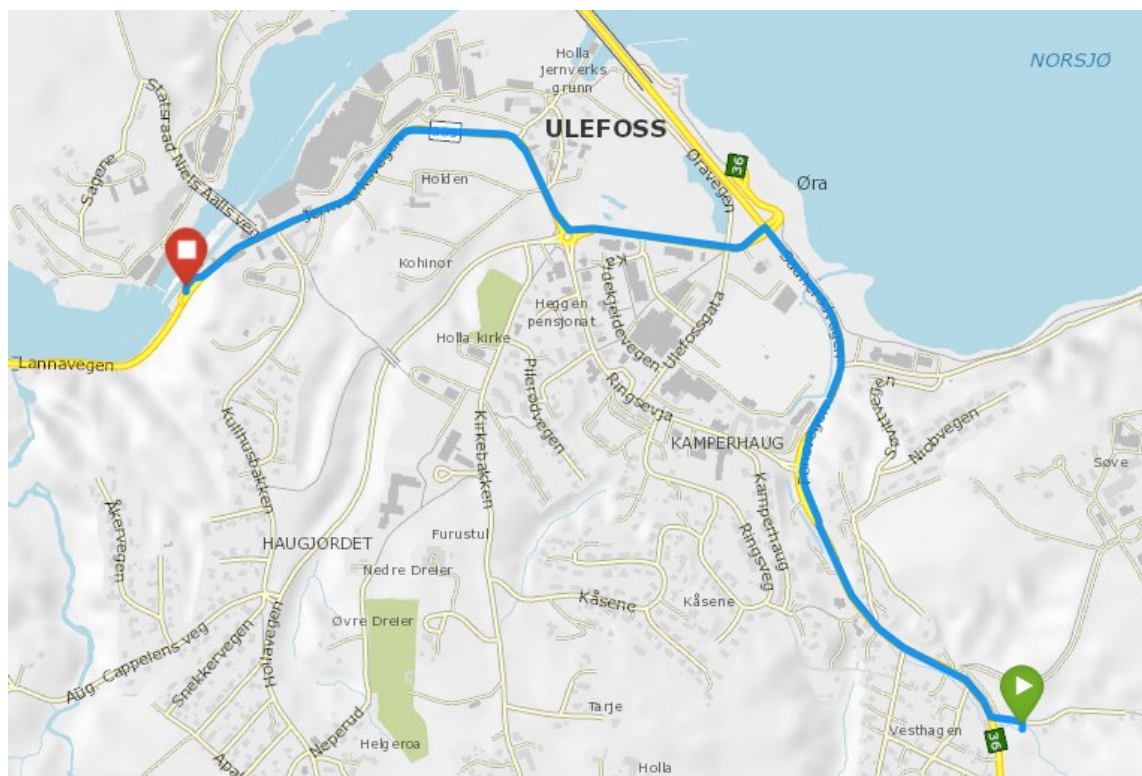 NORSJØ
Holla
jernverks
grunn
ULEFOSS
Statsraad Niels Aalls veg
Sagene
Øravegen
36
Øra
Holden
Kohinor
Heggen
pensjonat
Ulefossgata
Holla kirke
Pilerødvegen
Lannavegen
Ringsevja
KAMPERHAUG
Nidbvegen
Søve
Kullhusbakken
Kirkebakken
Åkervegen
HAUGJORDET
Furustul
Kamperhaug
Ringsveg
Nedre Dreier
Kåsene
Kåsene
Øvre Dreier
Aug. Cappelens veg
Snekkervegen
Hollavegen
Neperud
Helgeroa
Tarje
Vesthagen
36
Holla